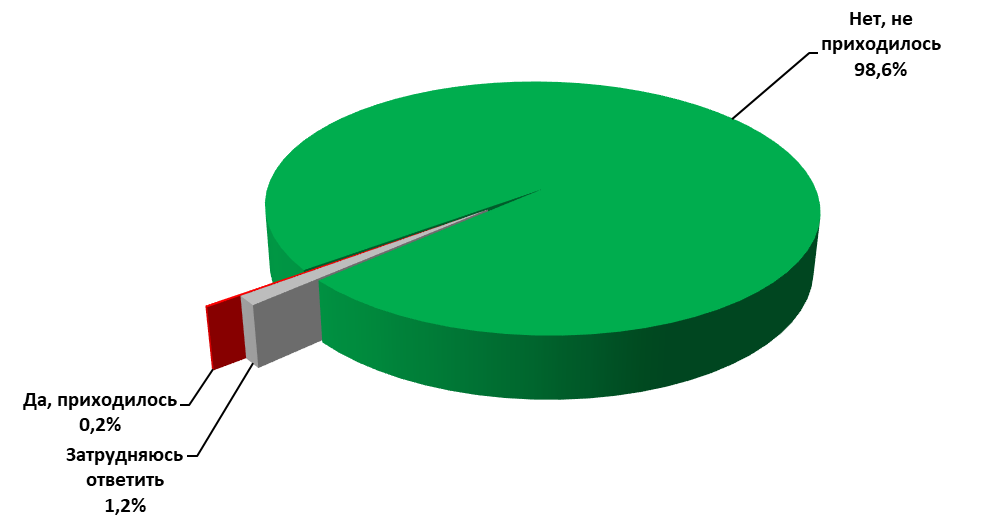 Нет, не
приходилось
98,6%
Да, приходилось
0,2%
Затрудняюсь
ответить
1,2%